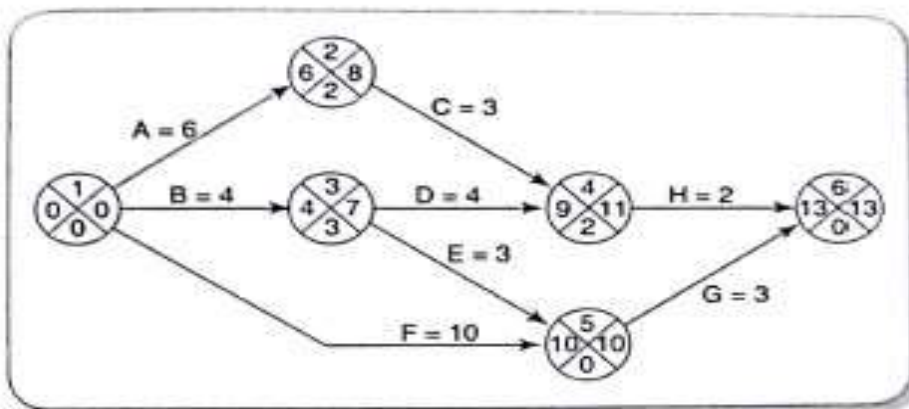 2
6 8
2
C = 3
A = 6
1
0 0
0
B = 4
3
4 7
3
D = 4
4
9 11
2
H = 2
6
13 13
0
E = 3
G = 3
F = 10
5
10 10
0